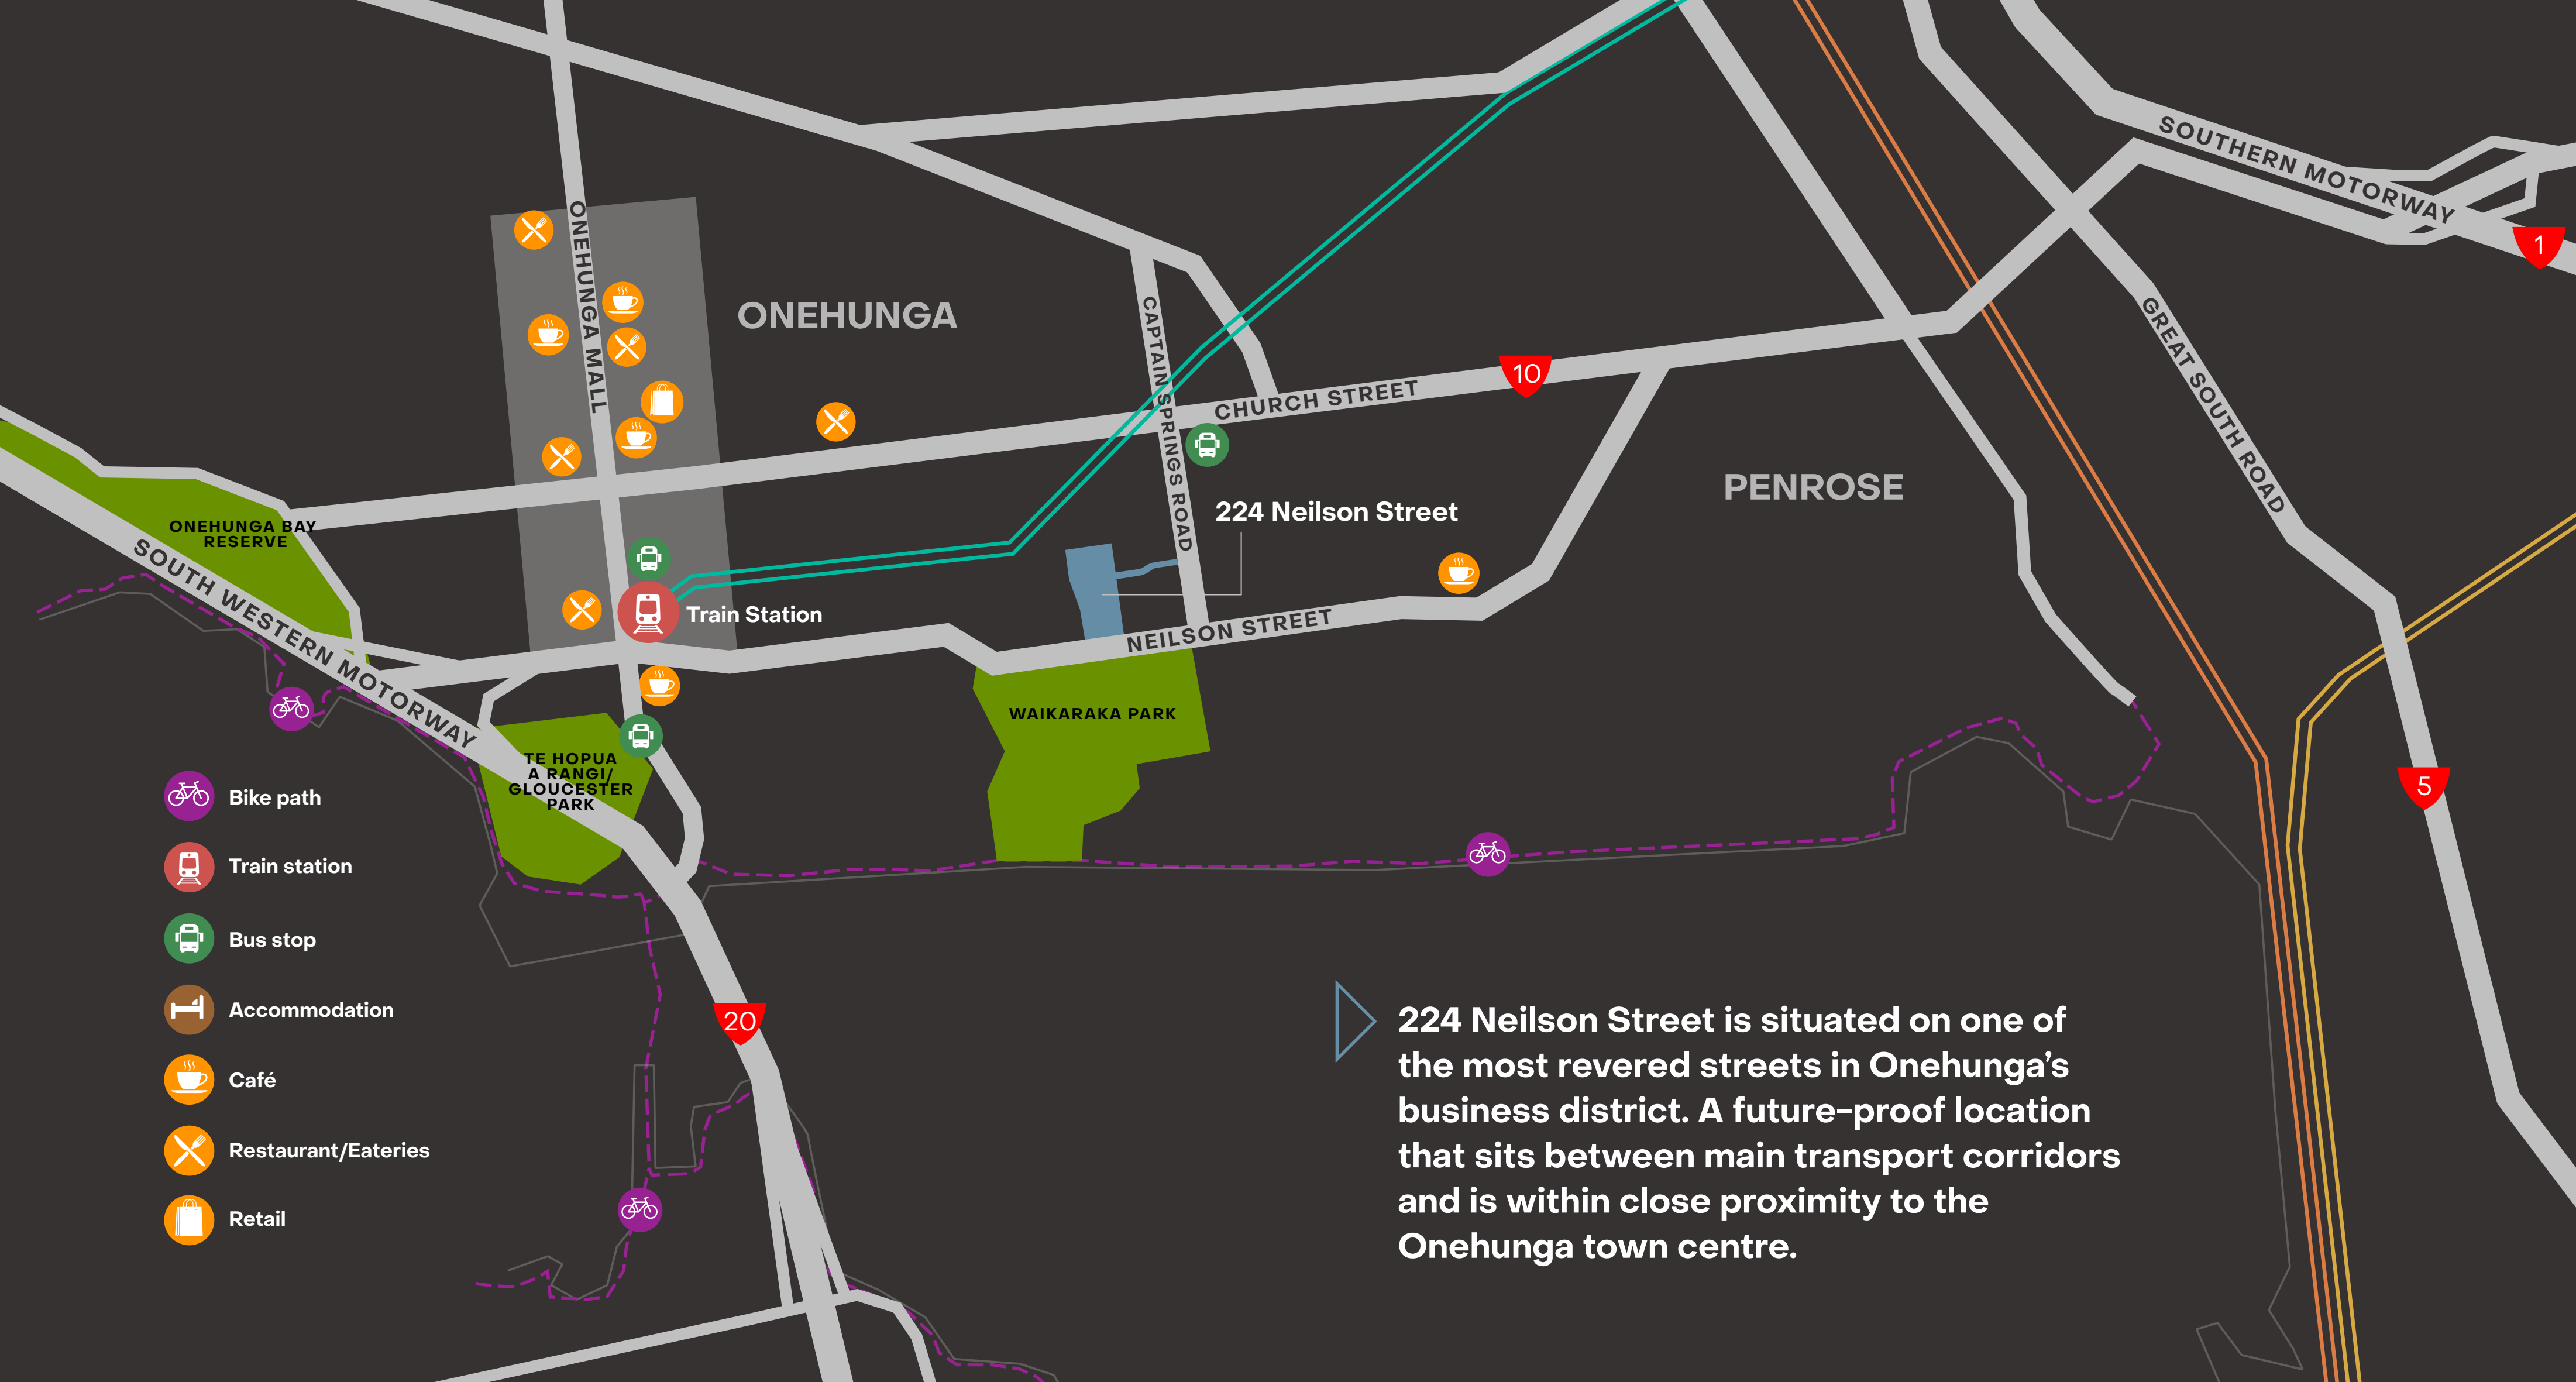 SOUTHERN MOTORWAY
1
ONEHUNGA MALL
ONEHUNGA
CAPTAIN SPRINGS ROAD
CHURCH STREET
10
GREAT SOUTH ROAD
PENROSE
224 Neilson Street
ONEHUNGA BAY
RESERVE
SOUTH WESTERN MOTORWAY
Train Station
NEILSON STREET
WAIKARAKA PARK
TE HOPUA
A RANGI/
GLOUCESTER
PARK
5
20
Bike path
Train station
Bus stop
Accommodation
Café
Restaurant/Eateries
Retail
224 Neilson Street is situated on one of
the most revered streets in Onehunga’s
business district. A future-proof location
that sits between main transport corridors
and is within close proximity to the
Onehunga town centre.